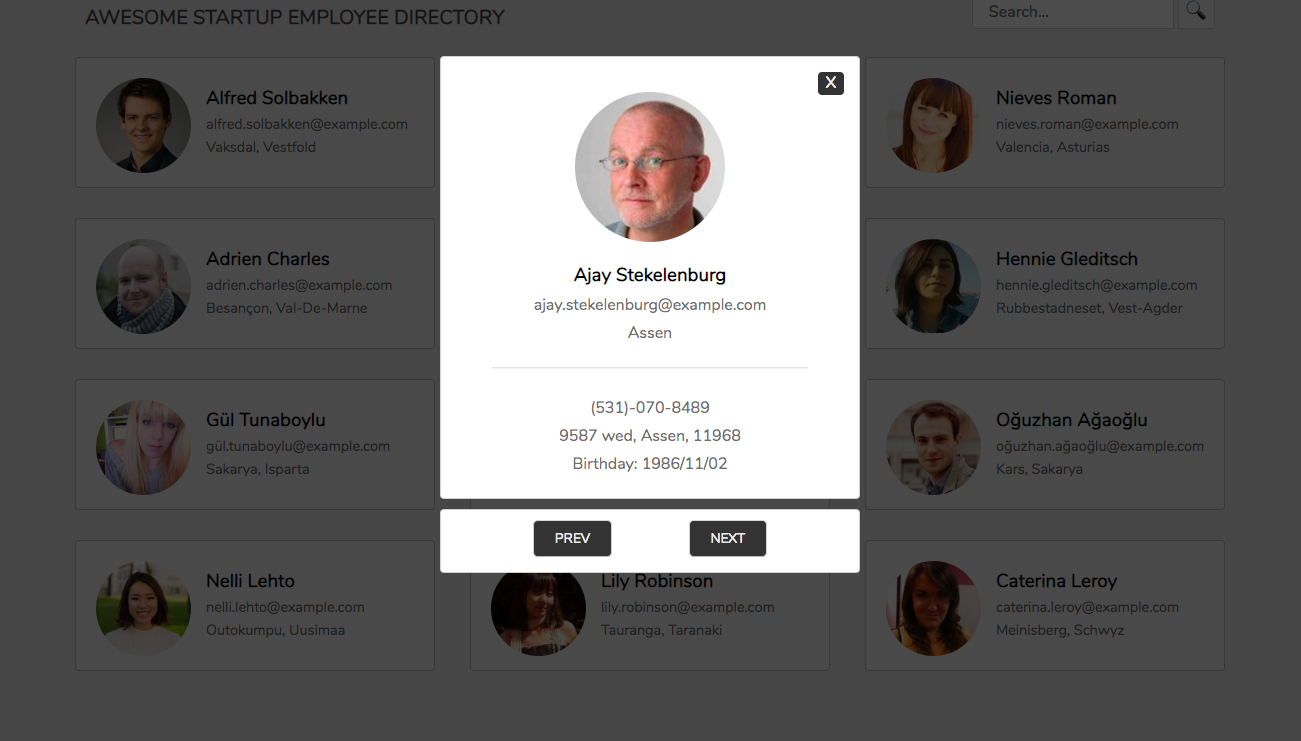 AWESOME STARTUP EMPLOYEE DIRECTORY
Search...
Alfred Solbakken
alfred.solbakken@example.com
Vaksdal, Vestfold
X
Ajay Stekelenburg
ajay.stekelenburg@example.com
Assen
(531)-070-8489
9587 wed, Assen, 11968
Birthday: 1986/11/02
PREV
NEXT
Nieves Roman
nieves.roman@example.com
Valencia, Asturias
Adrien Charles
adrien.charles@example.com
Besançon, Val-De-Marne
Hennie Gleditsch
hennie.gleditsch@example.com
Rubbestadneset, Vest-Agder
Gül Tunaboylu
gül.tunaboylu@example.com
Sakarya, Isparta
Oğuzhan Ağaoğlu
oğuzhan.ağaoğlu@example.com
Kars, Sakarya
Nelli Lehto
nelli.lehto@example.com
Outokumpu, Uusimaa
Lily Robinson
lily.robinson@example.com
Tauranga, Taranaki
Caterina Leroy
caterina.leroy@example.com
Meinisberg, Schwyz